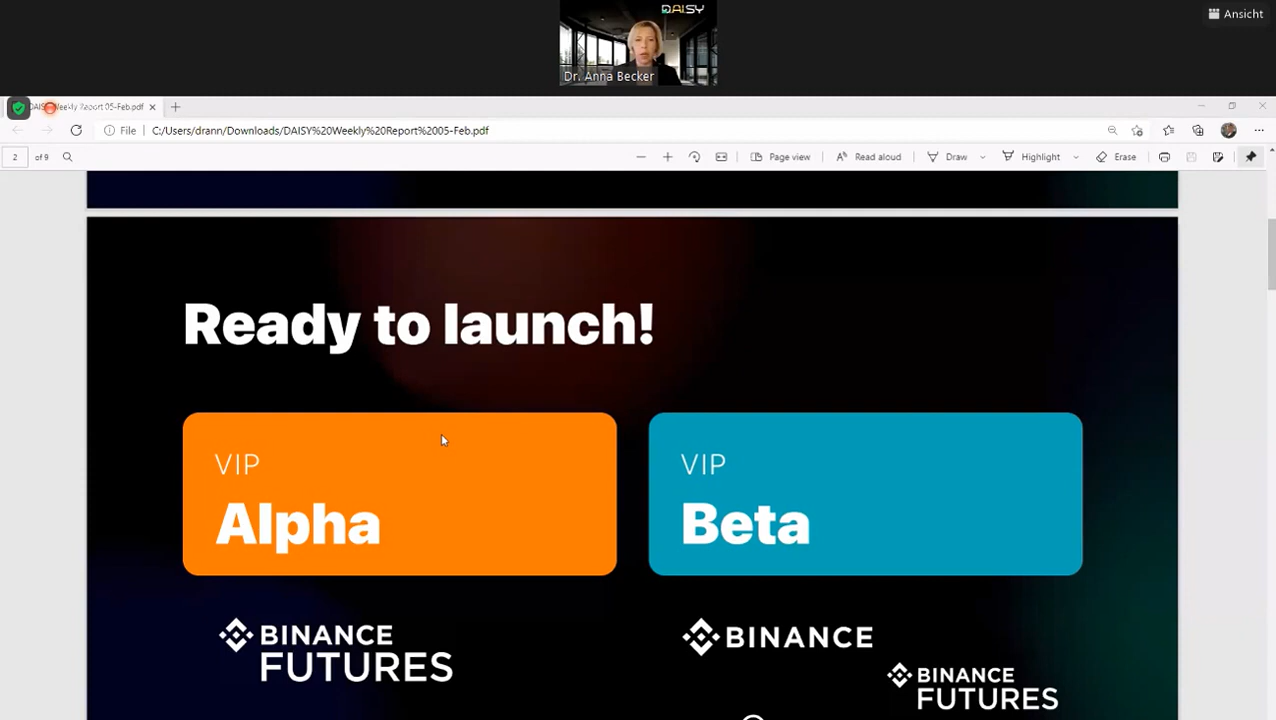 DAISY
Ansicht
Dr. Anna Becker
DAISY Weekly Report 05-Feb.pdf
File
C:/Users/drann/Downloads/DAISY%20Weekly%20Report%2005-Feb.pdf
2 of 9
Page view
Read aloud
Draw
Highlight
Erase
Ready to launch!
VIP
Alpha
VIP
Beta
BINANCE
FUTURES
BINANCE
BINANCE
FUTURES